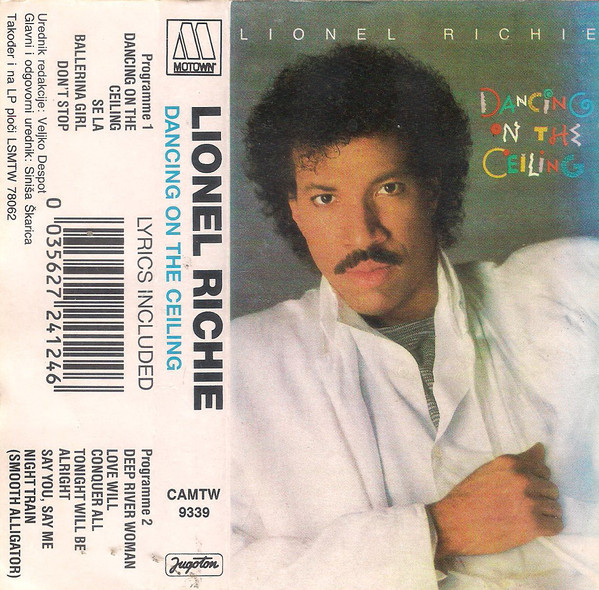 LIONEL RICHIE
DANCING
ON THE
CEILING
MOTOWN
LIONEL RICHIE
DANCING ON THE CEILING
CAMTW
9339
Jugoton
LYRICS INCLUDED
0 035627 241246
Programme 1
DANCING ON THE
CEILING
SE LA
BALLERINA GIRL
DON'T STOP
Programme 2
DEEP RIVER WOMAN
LOVE WILL
CONQUER ALL
TONIGHT WILL BE
ALRIGHT
SAY YOU, SAY ME
NIGHT TRAIN
(SMOOTH ALLIGATOR)
Urednik redakcije: Veljko Despot
Glavni i odgovorni urednik: Siniša Škarica
Također i na LP ploči LSMTW 78062